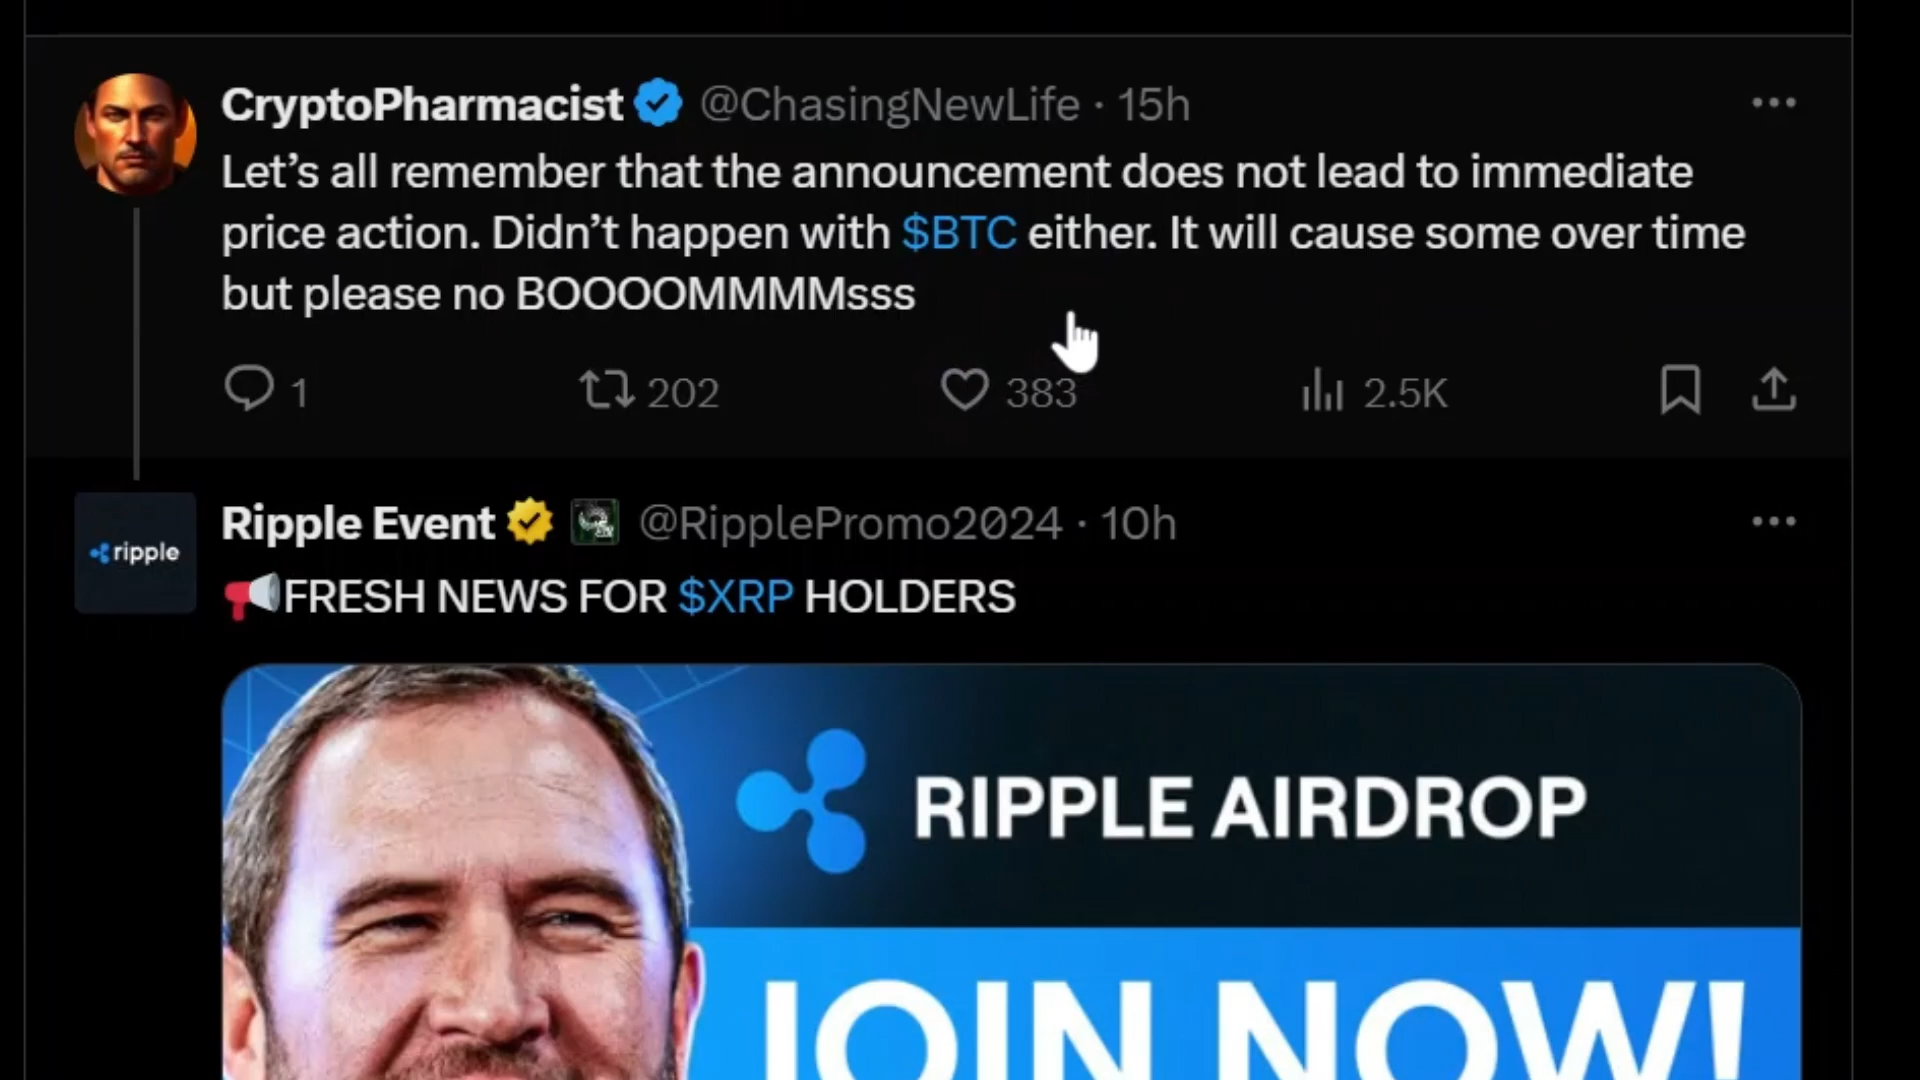 CryptoPharmacist @ChasingNewLife · 15h
Let’s all remember that the announcement does not lead to immediate
price action. Didn’t happen with $BTC either. It will cause some over time
but please no BOOOOMMMMsss
1 202 383 2.5K
ripple
Ripple Event @RipplePromo2024 · 10h
FRESH NEWS FOR $XRP HOLDERS
RIPPLE AIRDROP
JOIN NOW!